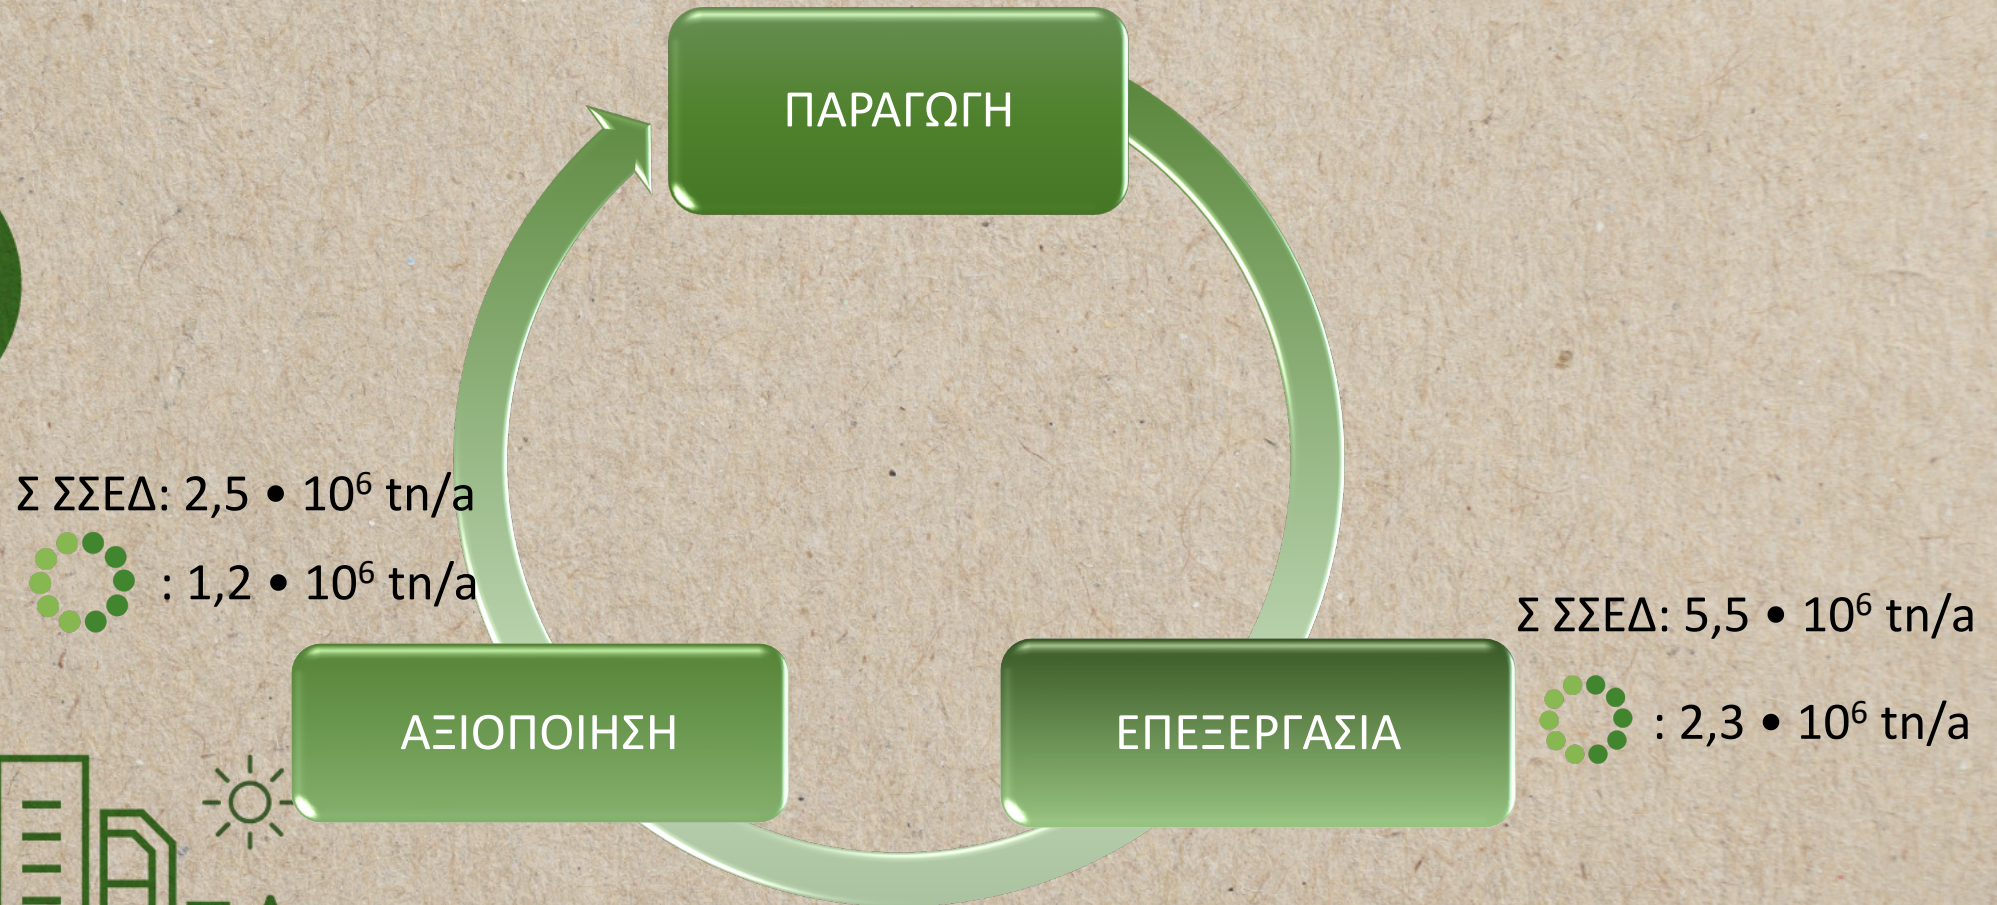 ΠΑΡΑΓΩΓΗ
Σ ΣΣΕΔ: 2,5 • 10⁶ tn/a
: 1,2 • 10⁶ tn/a
Σ ΣΣΕΔ: 5,5 • 10⁶ tn/a
: 2,3 • 10⁶ tn/a
ΑΞΙΟΠΟΙΗΣΗ
ΕΠΕΞΕΡΓΑΣΙΑ